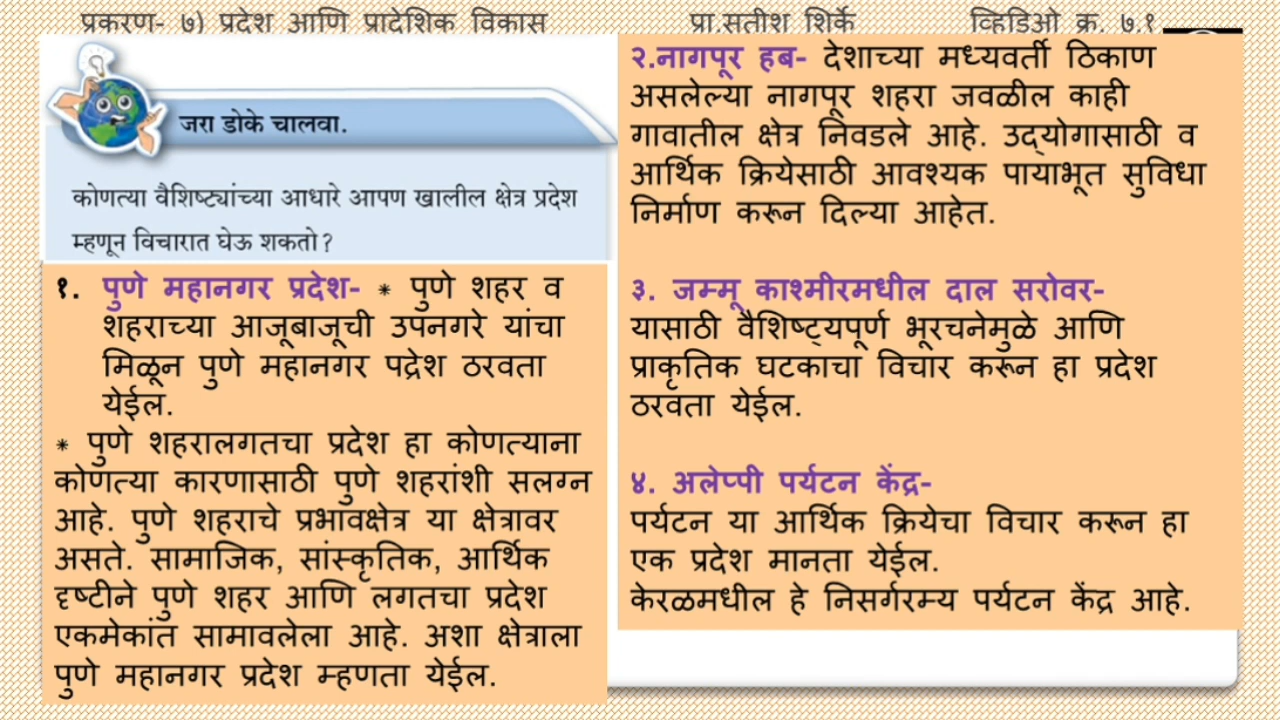 प्रकरण- ७) प्रदेश आणि प्रादेशिक विकास प्रा.सतीश शिर्के व्हिडिओ क्र. ७.१
जरा डोके चालवा.
कोणत्या वैशिष्ट्यांच्या आधारे आपण खालील क्षेत्र प्रदेश
म्हणून विचारात घेऊ शकतो ?
१. पुणे महानगर प्रदेश- * पुणे शहर व
शहराच्या आजूबाजूची उपनगरे यांचा
मिळून पुणे महानगर पद्रेश ठरवता
येईल.
* पुणे शहरालगतचा प्रदेश हा कोणत्याना
कोणत्या कारणासाठी पुणे शहरांशी सलग्न
आहे. पुणे शहराचे प्रभावक्षेत्र या क्षेत्रावर
असते. सामाजिक, सांस्कृतिक, आर्थिक
दृष्टीने पुणे शहर आणि लगतचा प्रदेश
एकमेकांत सामावलेला आहे. अशा क्षेत्राला
पुणे महानगर प्रदेश म्हणता येईल.
२.नागपूर हब- देशाच्या मध्यवर्ती ठिकाण
असलेल्या नागपूर शहरा जवळील काही
गावातील क्षेत्र निवडले आहे. उद्योगासाठी व
आर्थिक क्रियेसाठी आवश्यक पायाभूत सुविधा
निर्माण करून दिल्या आहेत.
३. जम्मू काश्मीरमधील दाल सरोवर-
यासाठी वैशिष्ट्यपूर्ण भूरचनेमुळे आणि
प्राकृतिक घटकाचा विचार करून हा प्रदेश
ठरवता येईल.
४. अलेप्पी पर्यटन केंद्र-
पर्यटन या आर्थिक क्रियेचा विचार करून हा
एक प्रदेश मानता येईल.
केरळमधील हे निसर्गरम्य पर्यटन केंद्र आहे.